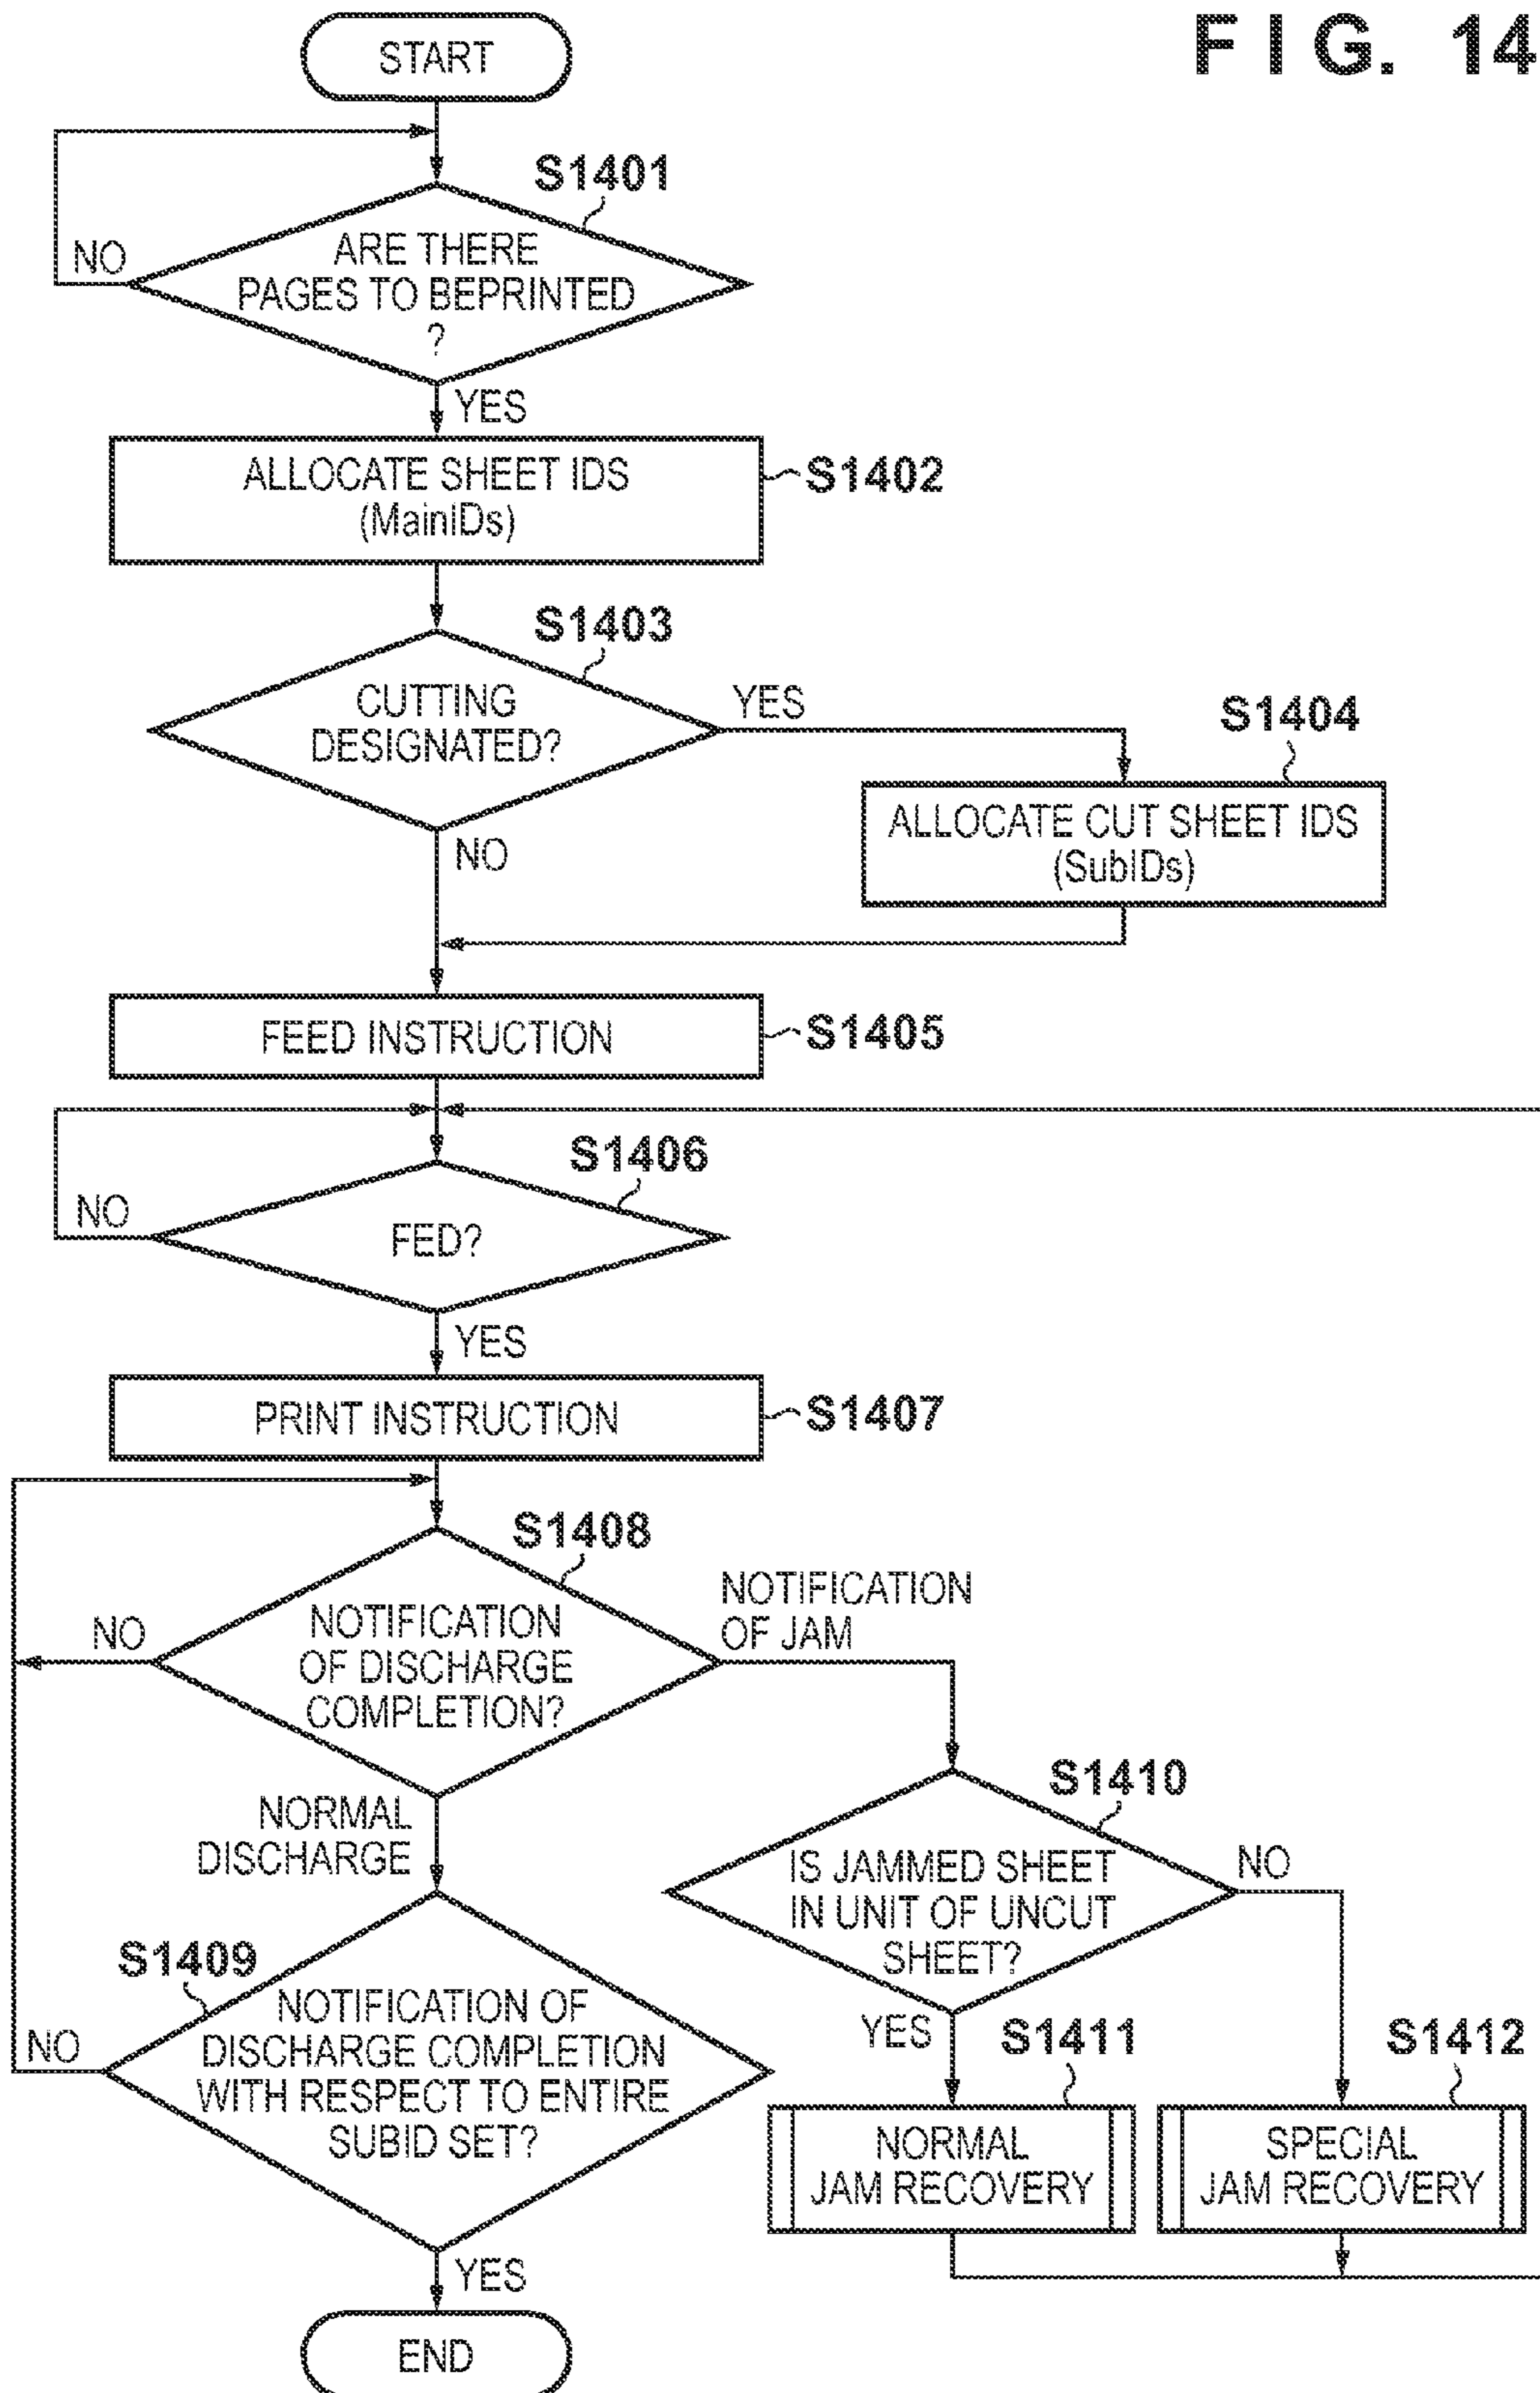 FIG. 14
START
S1401
ARE THERE
PAGES TO BEPRINTED
?
NO
YES
ALLOCATE SHEET IDS
(MainIDs)
S1402
S1403
CUTTING
DESIGNATED?
YES
NO
S1404
ALLOCATE CUT SHEET IDS
(SubIDs)
FEED INSTRUCTION
S1405
S1406
FED?
NO
YES
PRINT INSTRUCTION
S1407
S1408
NOTIFICATION
OF DISCHARGE
COMPLETION?
NO
NOTIFICATION
OF JAM
NORMAL
DISCHARGE
S1409
NOTIFICATION OF
DISCHARGE COMPLETION
WITH RESPECT TO ENTIRE
SUBID SET?
NO
YES
S1410
IS JAMMED SHEET
IN UNIT OF UNCUT
SHEET?
NO
YES
S1411
NORMAL
JAM RECOVERY
S1412
SPECIAL
JAM RECOVERY
END